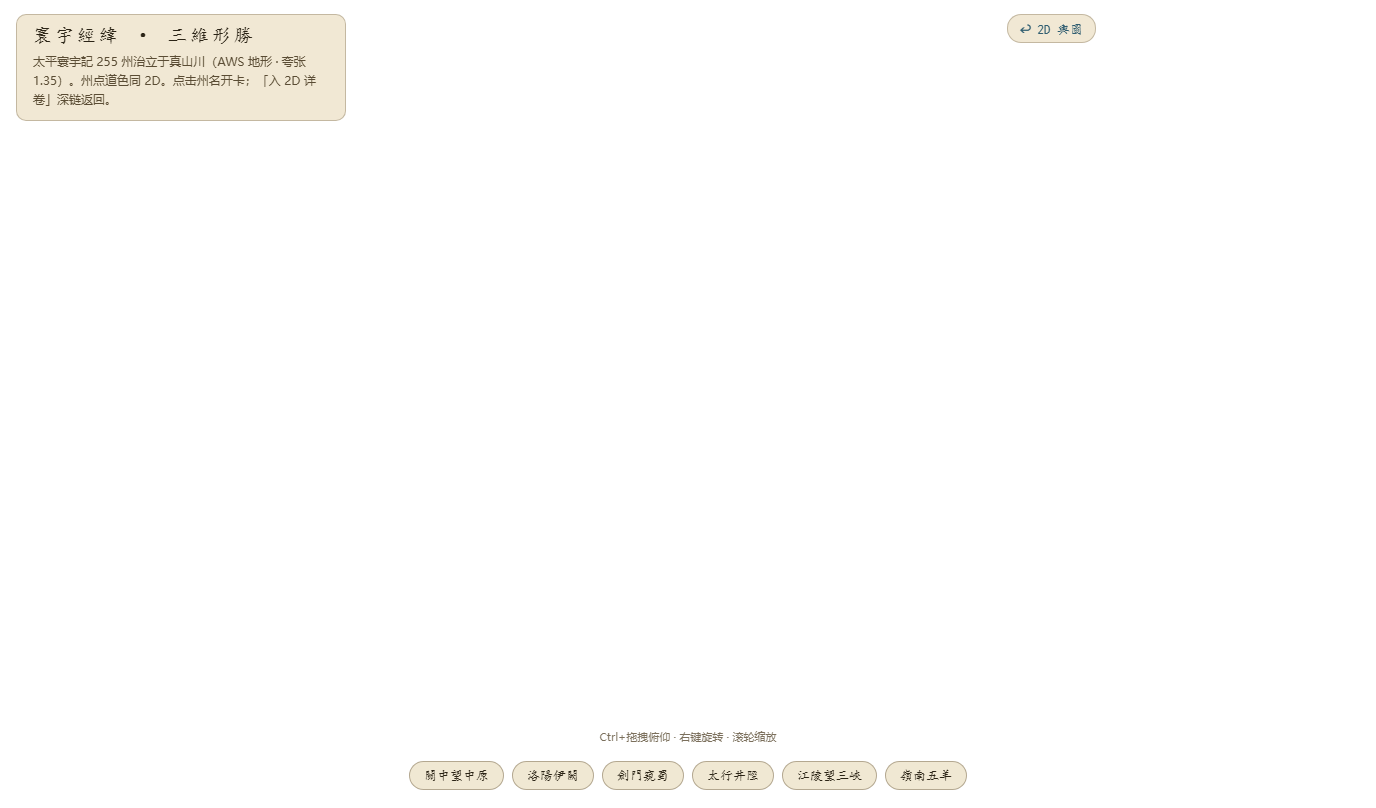 寰宇經緯 · 三維形勝
太平寰宇記 255 州治立于真山川（AWS 地形 · 夸张
1.35）。州点道色同 2D。点击州名开卡；「入 2D 详
卷」深链返回。
↩ 2D 輿圖
Ctrl+拖拽俯仰 · 右键旋转 · 滚轮缩放
關中望中原
洛陽伊闕
劍門窺蜀
太行井陘
江陵望三峽
嶺南五羊